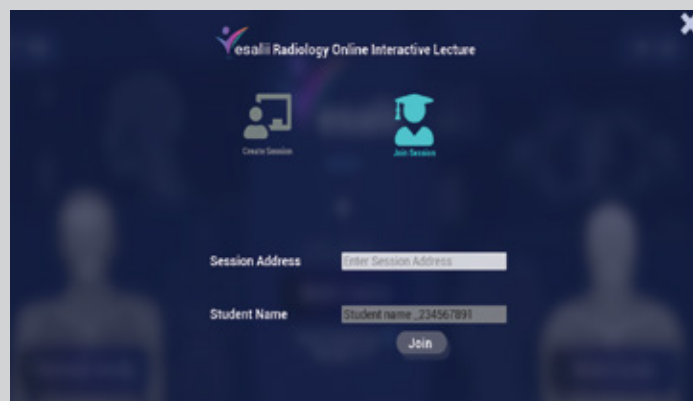 Vesalii Radiology Online Interactive Lecture
Create Session
Join Session
Session Address
Enter Session Address
Student Name
Student name _234567891
Join